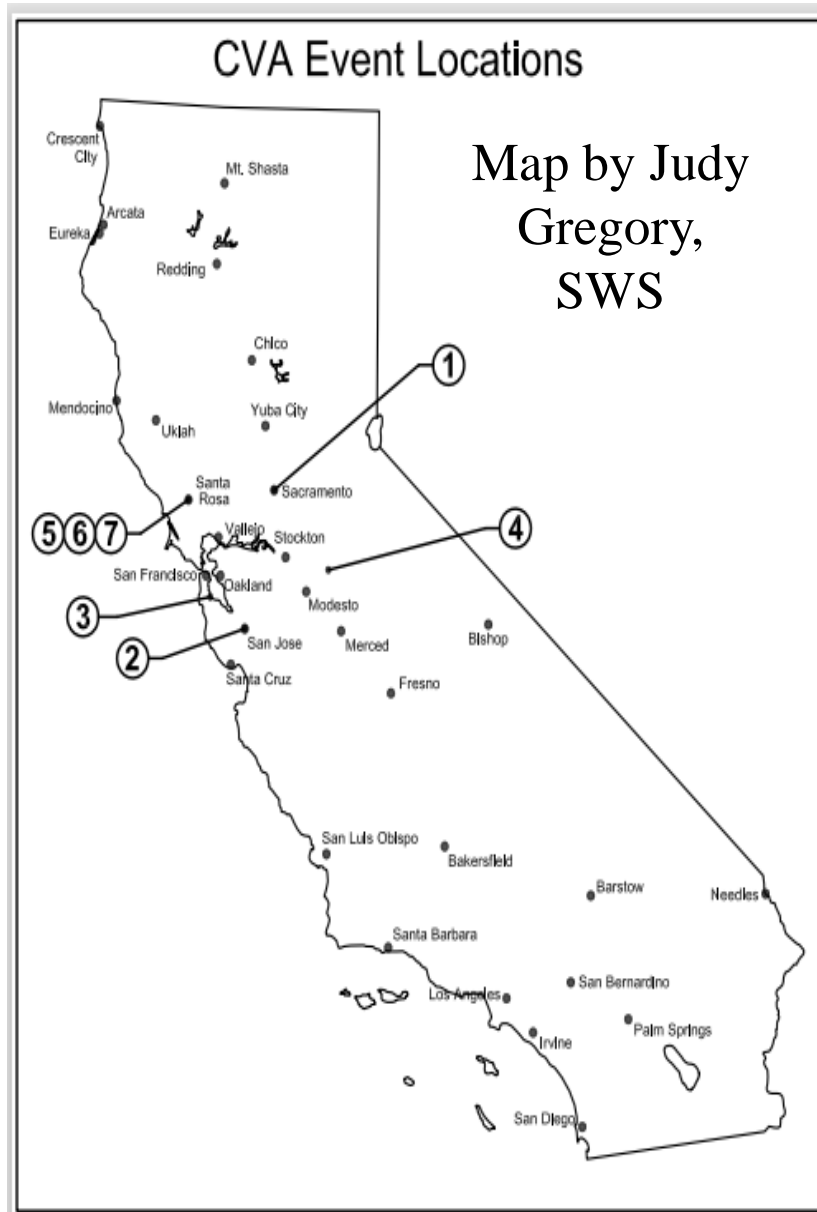 CVA Event Locations
Map by Judy
Gregory,
SWS
Crescent
City
Mt. Shasta
Arcata
Eureka
Redding
Chico
1
Mendocino
Yuba City
Ukiah
Santa
Rosa
Sacramento
5 6 7
Vallejo
4
Stockton
San Francisco
Oakland
Modesto
3
San Jose
Merced
Bishop
2
Santa Cruz
Fresno
San Luis Obispo
Bakersfield
Barstow
Needles
Santa Barbara
San Bernardino
Los Angeles
Palm Springs
Irvine
San Diego